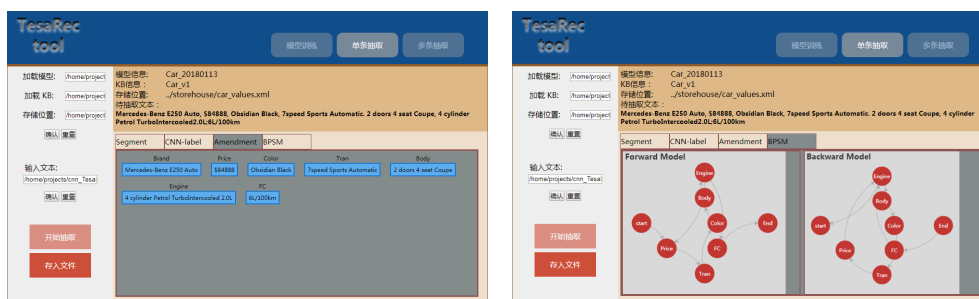 TesaRec
tool
模型训练 单条抽取 多条抽取
加载模型: /home/project
加载 KB: /home/project
存储位置: /home/project
确认 重置
输入文本:
/home/projects/cnn_Tesal
确认 重置
开始抽取
存入文件
模型信息: Car_20180113
KB信息: Car_v1
存储位置: ../storehouse/car_values.xml
待抽取文本:
Mercedes-Benz E250 Auto, $84888, Obsidian Black, 7speed Sports Automatic. 2 doors 4 seat Coupe, 4 cylinder
Petrol TurboIntercooled2.0L;6L/100km
Segment CNN-label Amendment BPSM
Brand Price Color Tran Body
Mercedes-Benz E250 Auto $84888 Obsidian Black 7speed Sports Automatic 2 doors 4 seat Coupe
Engine FC
4 cylinder Petrol TurboIntercooled 2.0L 6L/100km
TesaRec
tool
模型训练 单条抽取 多条抽取
加载模型: /home/project
加载 KB: /home/project
存储位置: /home/project
确认 重置
输入文本:
/home/projects/cnn_Tesal
确认 重置
开始抽取
存入文件
模型信息: Car_20180113
KB信息: Car_v1
存储位置: ../storehouse/car_values.xml
待抽取文本:
Mercedes-Benz E250 Auto, $84888, Obsidian Black, 7speed Sports Automatic. 2 doors 4 seat Coupe, 4 cylinder
Petrol TurboIntercooled2.0L;6L/100km
Segment CNN-label Amendment BPSM
Forward Model
Engine
Body
start Color End
Price FC
Tran
Backward Model
Engine
Body
start Color End
Price FC
Tran